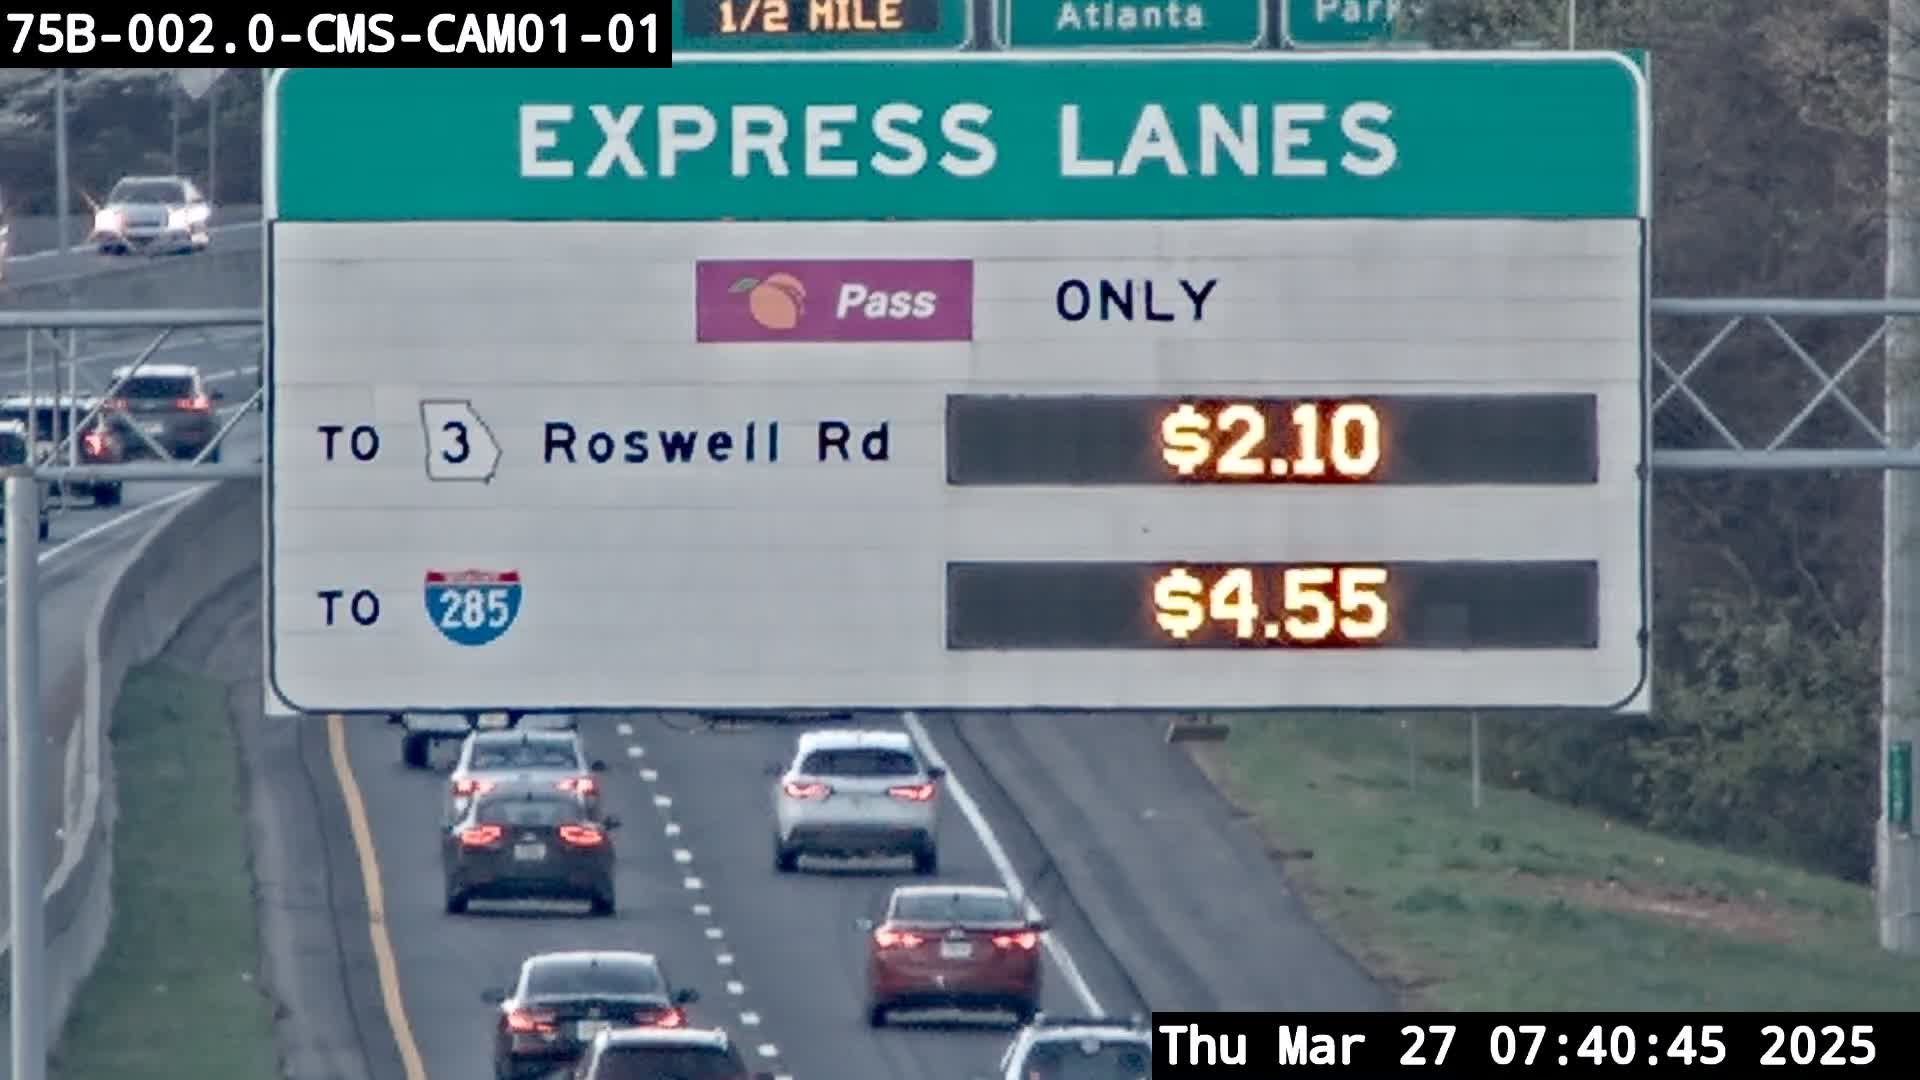 75B-002.0-CMS-CAM01-01
1/2 MILE
Atlanta
EXPRESS LANES
Pass ONLY
TO 3 Roswell Rd $2.10
TO 285 $4.55
Thu Mar 27 07:40:45 2025